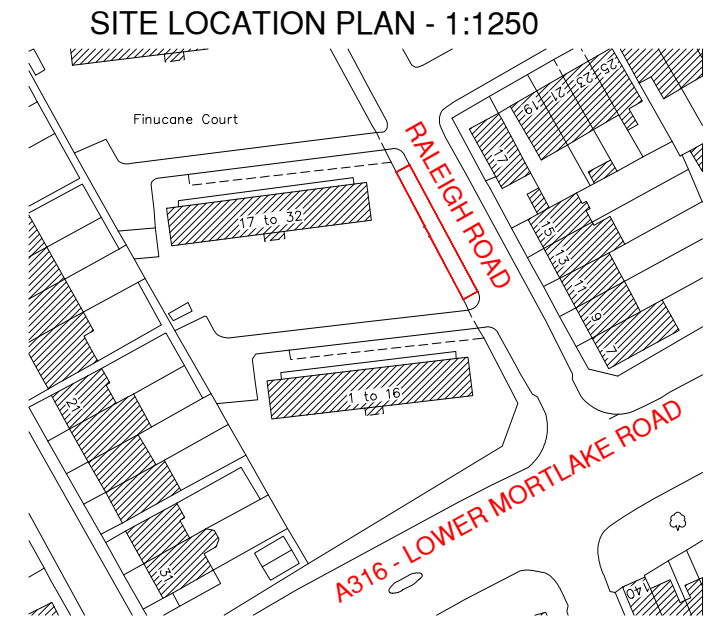 SITE LOCATION PLAN - 1:1250
Finucane Court
RALEIGH ROAD
25
23
21
19
17
17 to 32
15
13
11
9
7
1 to 16
21
A316 - LOWER MORTLAKE ROAD
31
140